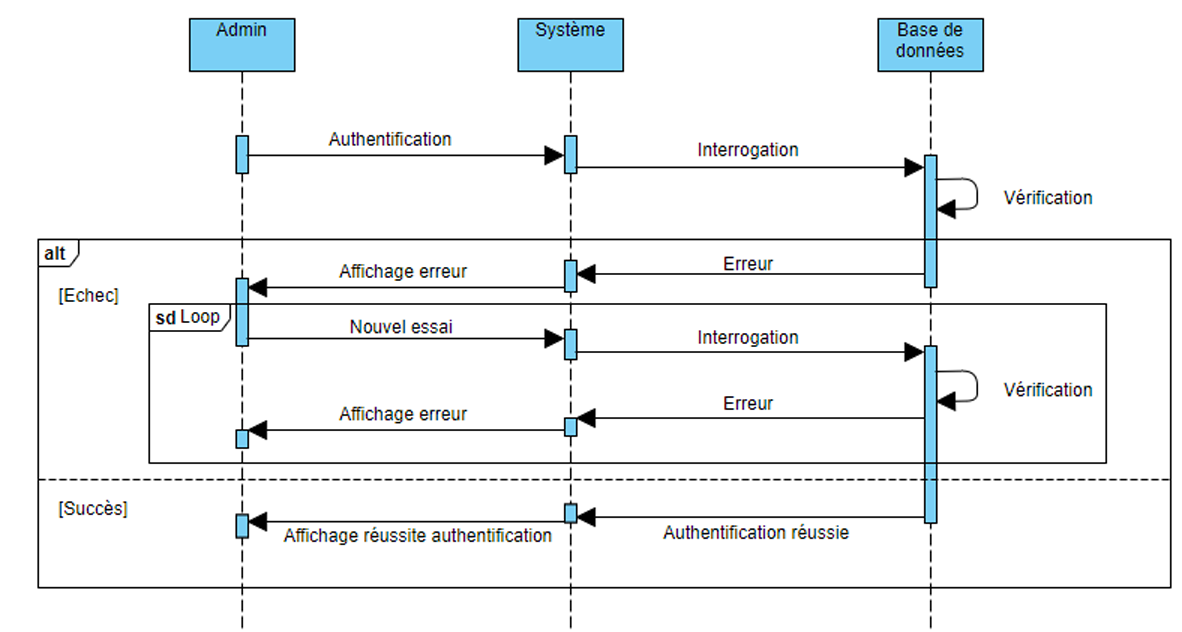 Admin
Système
Base de
données
Authentification
Interrogation
Vérification
alt
Erreur
Affichage erreur
[Echec]
sd Loop
Nouvel essai
Interrogation
Vérification
Erreur
Affichage erreur
[Succès]
Affichage réussite authentification
Authentification réussie